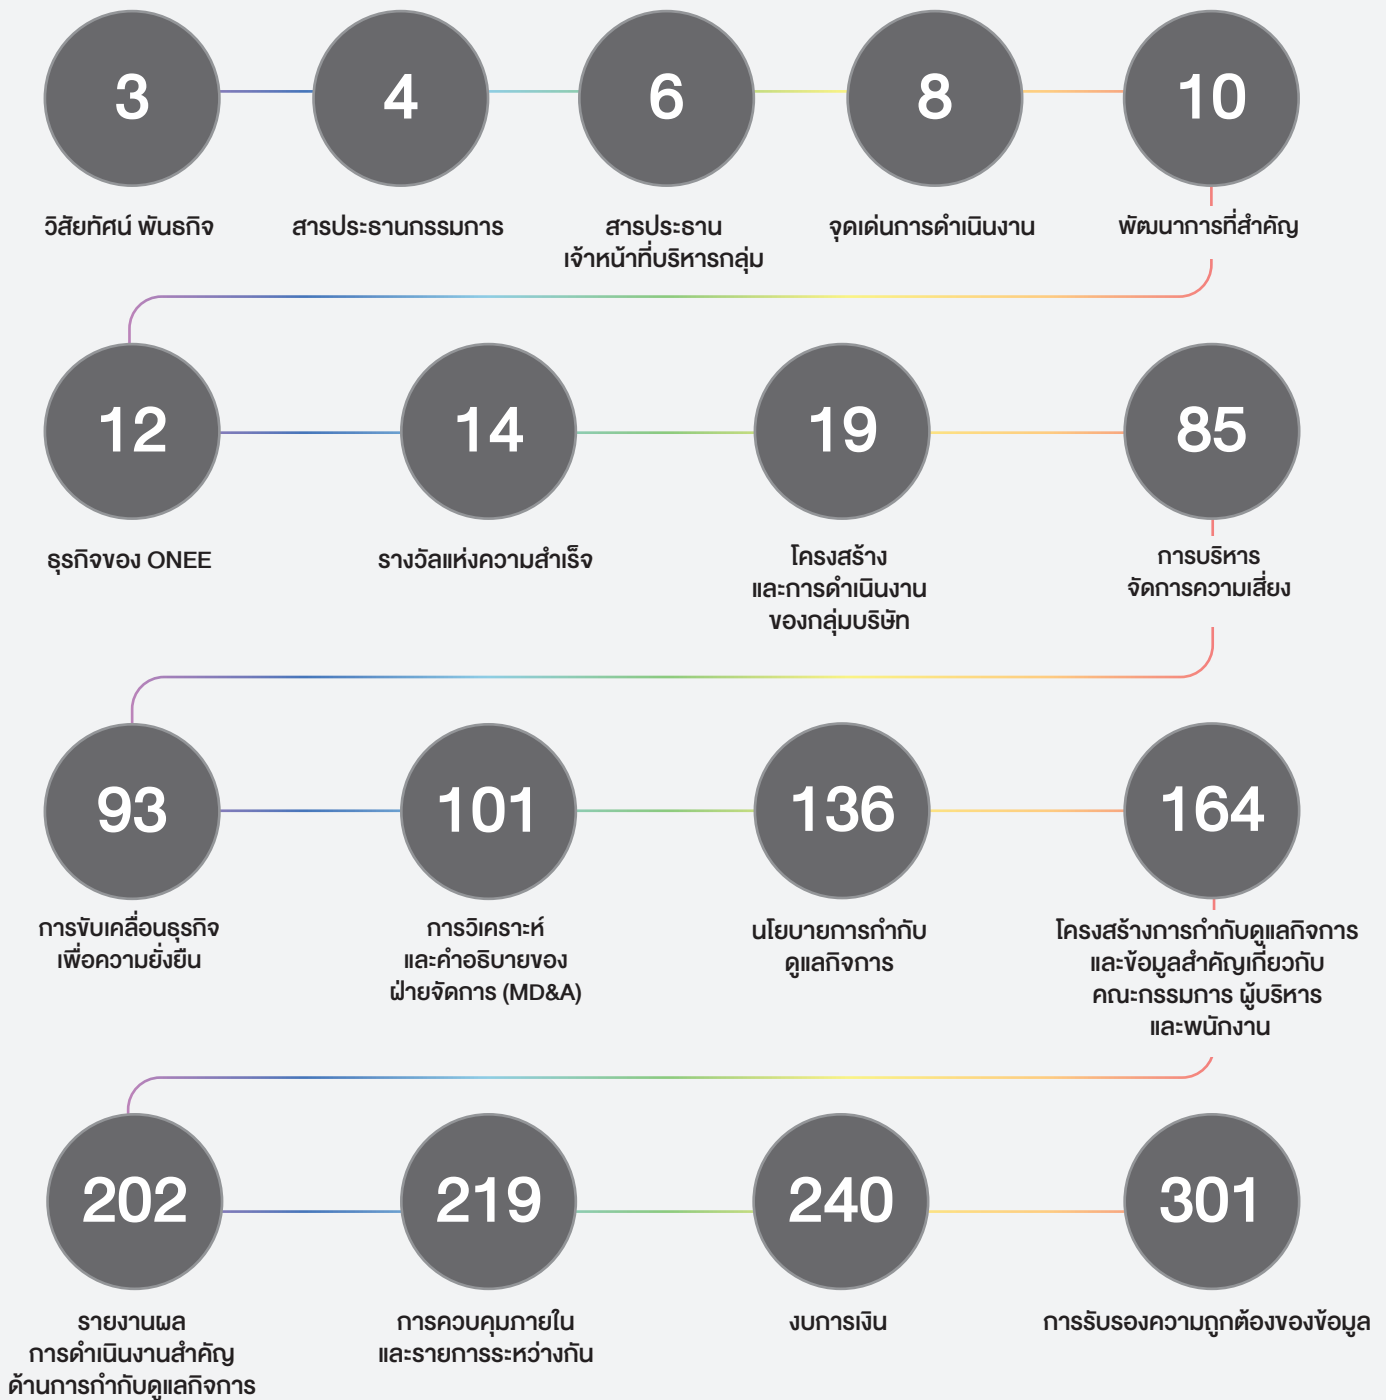 3
วิสัยทัศน์ พันธกิจ
4
สารประธานกรรมการ
6
สารประธาน
เจ้าหน้าที่บริหารกลุ่ม
8
จุดเด่นการดำเนินงาน
10
พัฒนาการที่สำคัญ
12
ธุรกิจของ ONEE
14
รางวัลแห่งความสำเร็จ
19
โครงสร้าง
และการดำเนินงาน
ของกลุ่มบริษัท
85
การบริหาร
จัดการความเสี่ยง
93
การขับเคลื่อนธุรกิจ
เพื่อความยั่งยืน
101
การวิเคราะห์
และคำอธิบายของ
ฝ่ายจัดการ (MD&A)
136
นโยบายการกำกับ
ดูแลกิจการ
164
โครงสร้างการกำกับดูแลกิจการ
และข้อมูลสำคัญเกี่ยวกับ
คณะกรรมการ ผู้บริหาร
และพนักงาน
202
รายงานผล
การดำเนินงานสำคัญ
ด้านการกำกับดูแลกิจการ
219
การควบคุมภายใน
และรายการระหว่างกัน
240
งบการเงิน
301
การรับรองความถูกต้องของข้อมูล